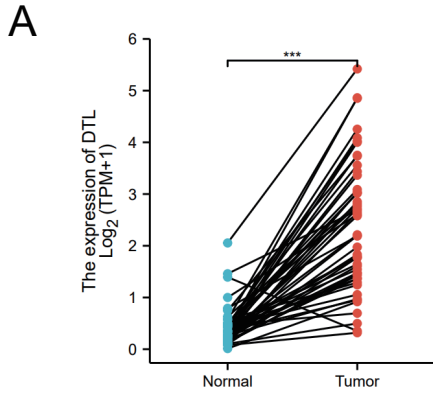 A
The expression of DTL
Log2 (TPM+1)
6
5
4
3
2
1
0
***
Normal
Tumor